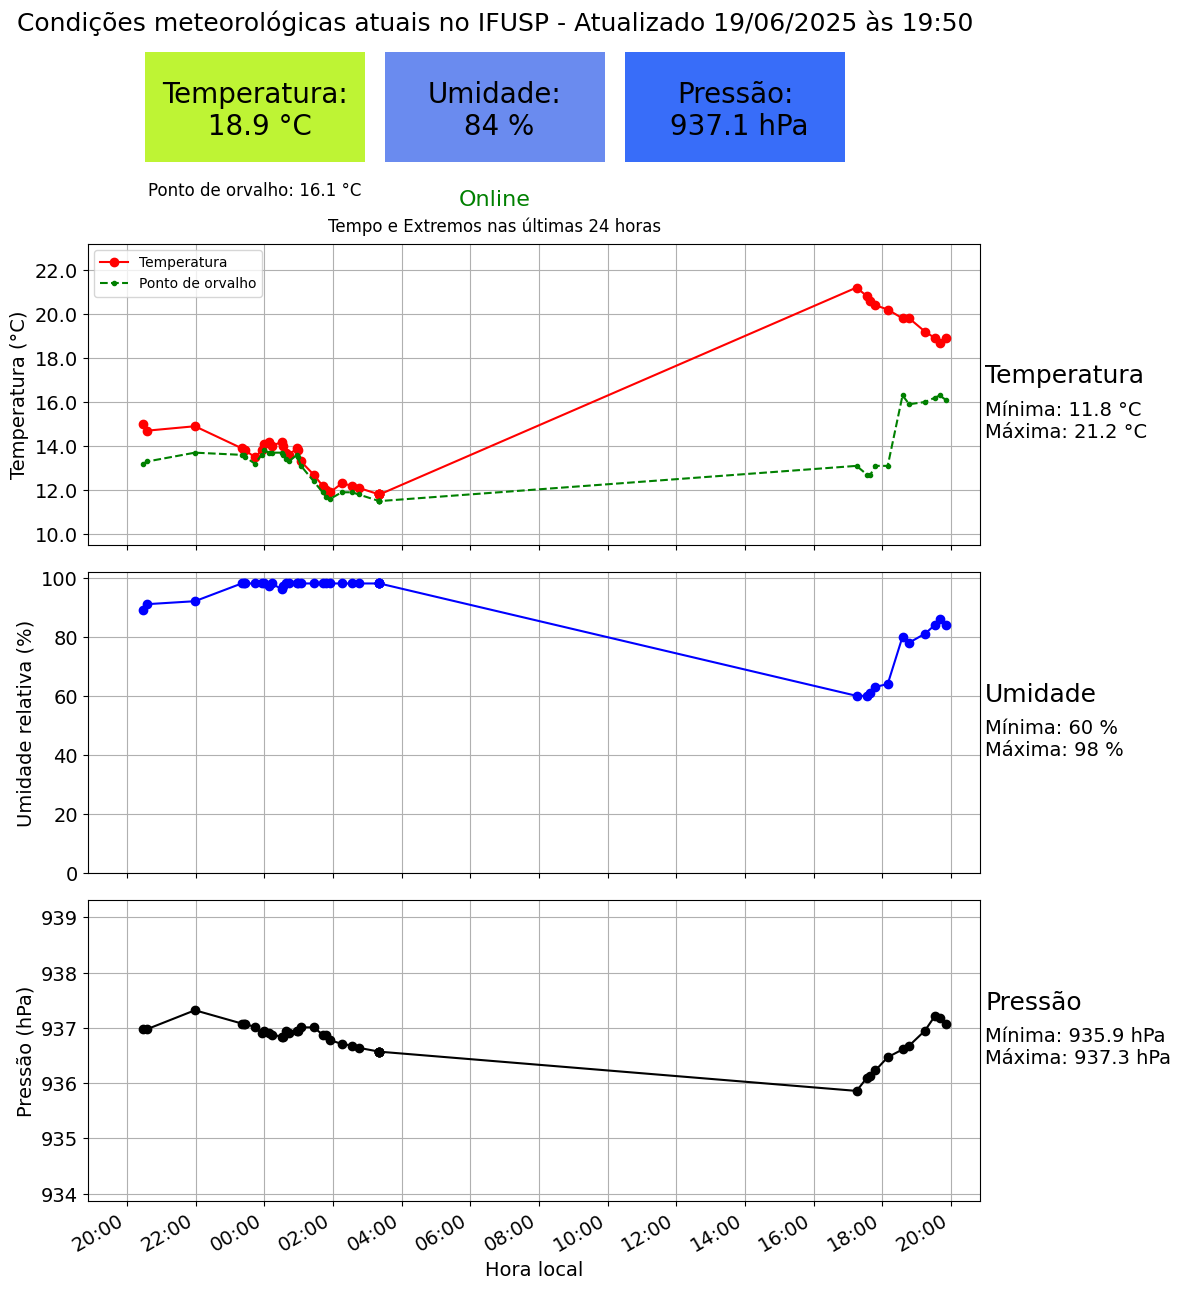 Condições meteorológicas atuais no IFUSP - Atualizado 19/06/2025 às 19:50
Temperatura:
18.9 °C
Umidade:
84 %
Pressão:
937.1 hPa
Ponto de orvalho: 16.1 °C
Online
Tempo e Extremos nas últimas 24 horas
Temperatura
Ponto de orvalho
Temperatura (°C)
22.0
20.0
18.0
16.0
14.0
12.0
10.0
Temperatura
Mínima: 11.8 °C
Máxima: 21.2 °C
Umidade relativa (%)
100
80
60
40
20
0
Umidade
Mínima: 60 %
Máxima: 98 %
Pressão (hPa)
939
938
937
936
935
934
Pressão
Mínima: 935.9 hPa
Máxima: 937.3 hPa
20:00
22:00
00:00
02:00
04:00
06:00
08:00
10:00
12:00
14:00
16:00
18:00
20:00
Hora local